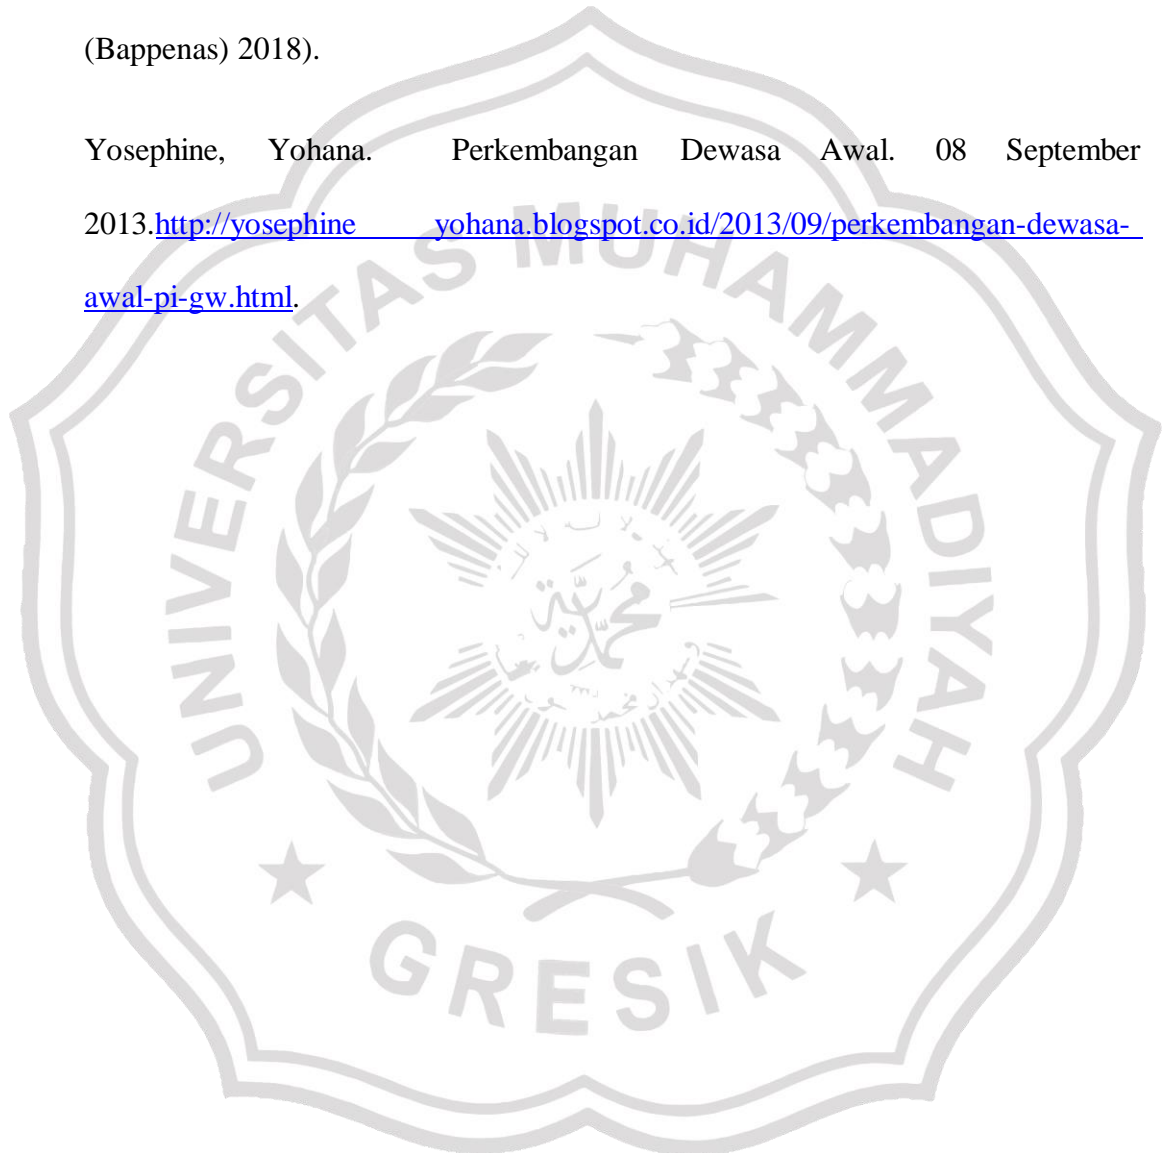 (Bappenas) 2018).
Yosephine, Yohana. Perkembangan Dewasa Awal. 08 September
2013.http://yosephine yohana.blogspot.co.id/2013/09/perkembangan-dewasa-
awal-pi-gw.html.
UNIVERSITAS MUHAMMADIYAH
محمدية
GRESIK